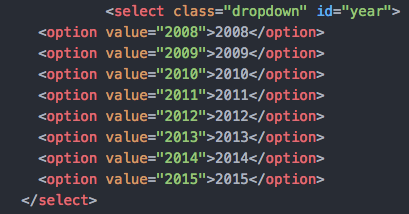 <select class="dropdown" id="year">
<option value="2008">2008</option>
<option value="2009">2009</option>
<option value="2010">2010</option>
<option value="2011">2011</option>
<option value="2012">2012</option>
<option value="2013">2013</option>
<option value="2014">2014</option>
<option value="2015">2015</option>
</select>